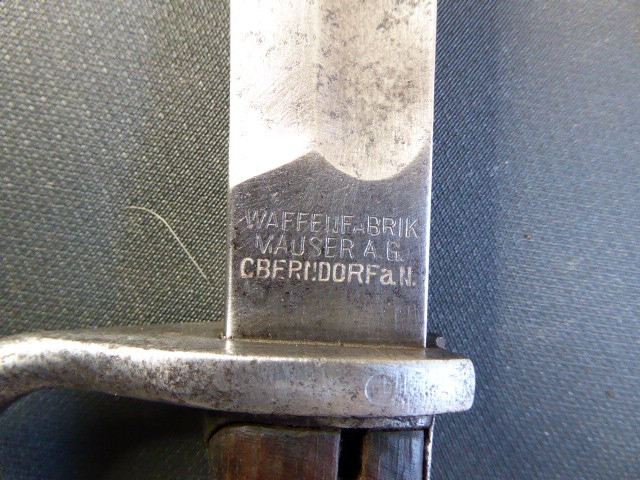 WAFFENFABRIK
MAUSER A.G.
OBERNDORF a N.